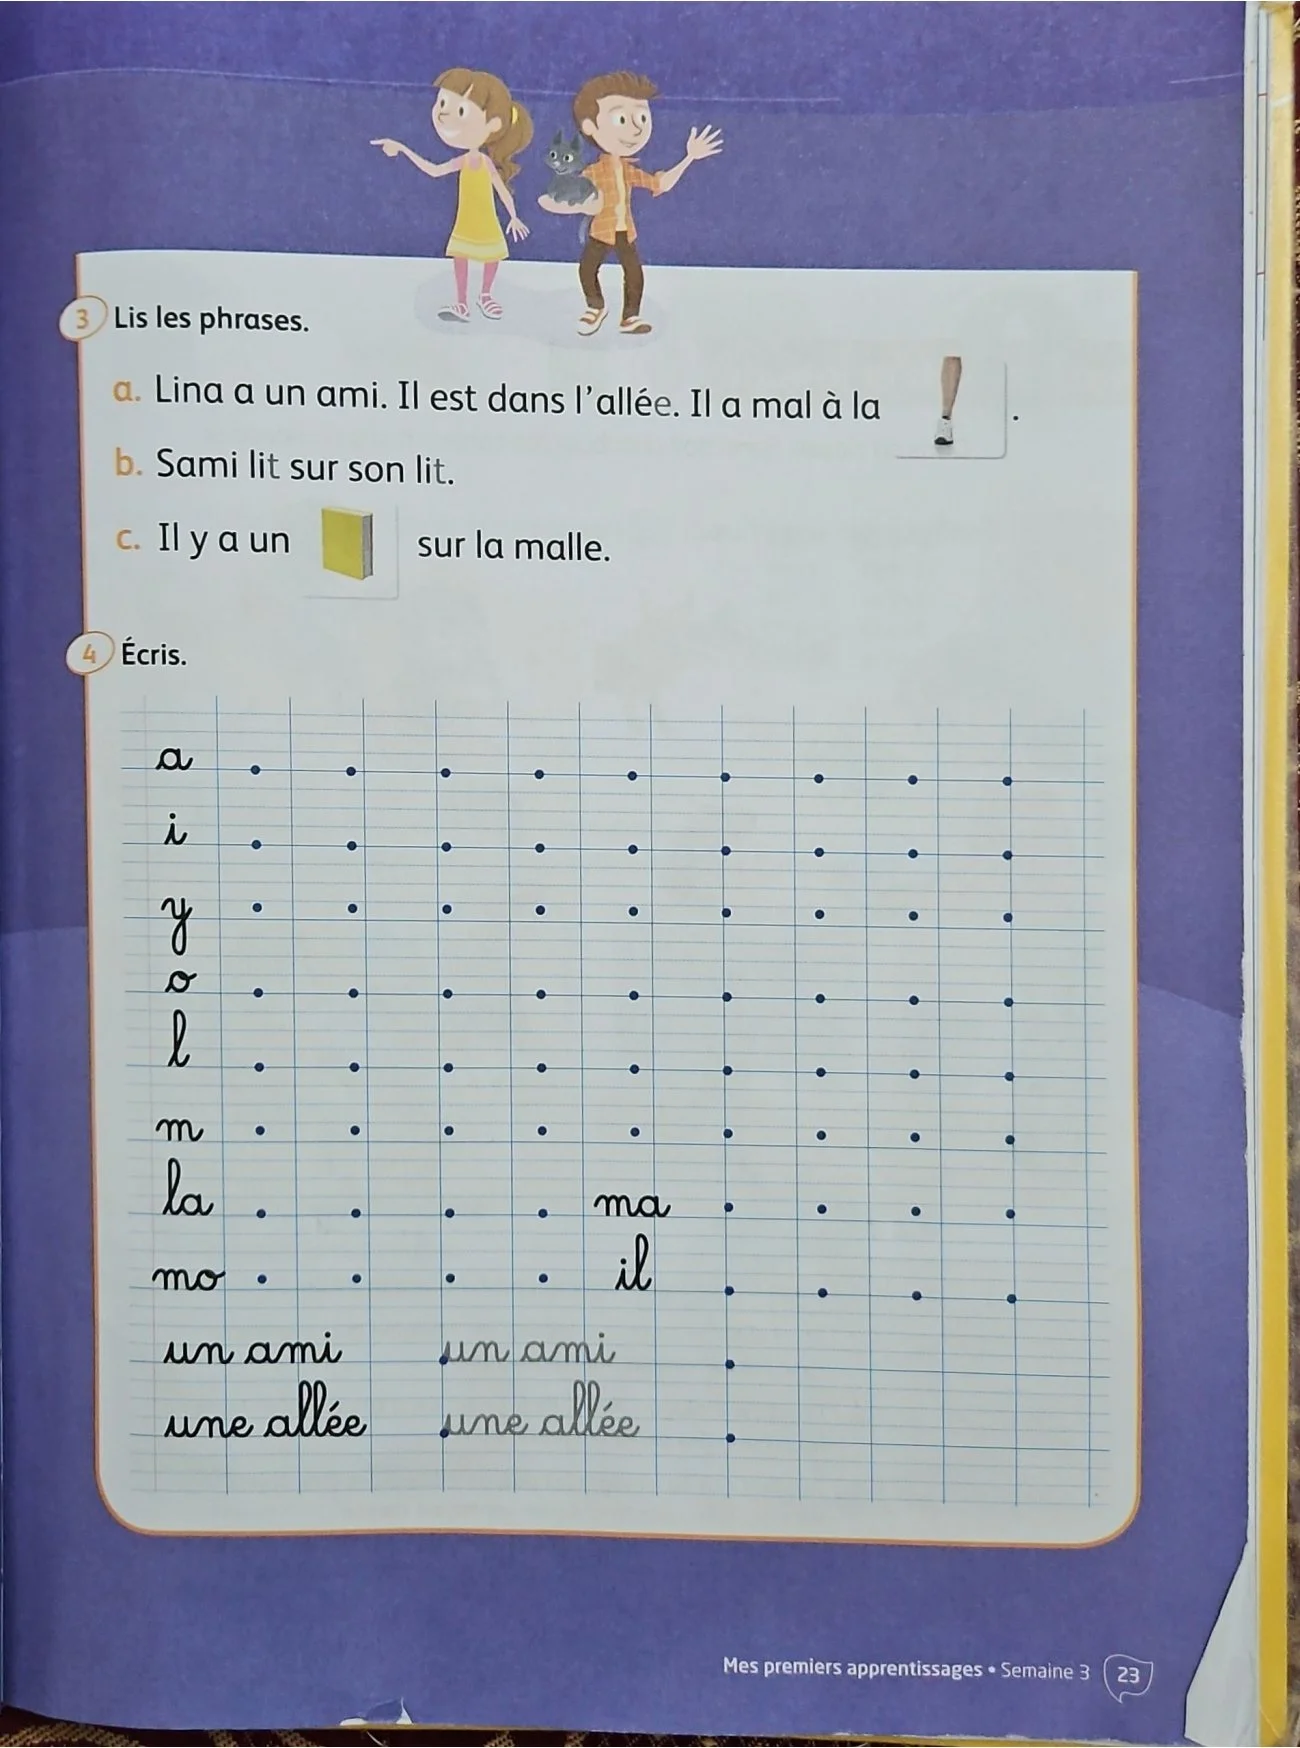 3 Lis les phrases.
a. Lina a un ami. Il est dans l'allée. Il a mal à la .
b. Sami lit sur son lit.
c. Il y a un sur la malle.
4 Écris.
a
i
y
o
l
m
la ma
mo il
un ami un ami
une allée une allée
Mes premiers apprentissages • Semaine 3 23